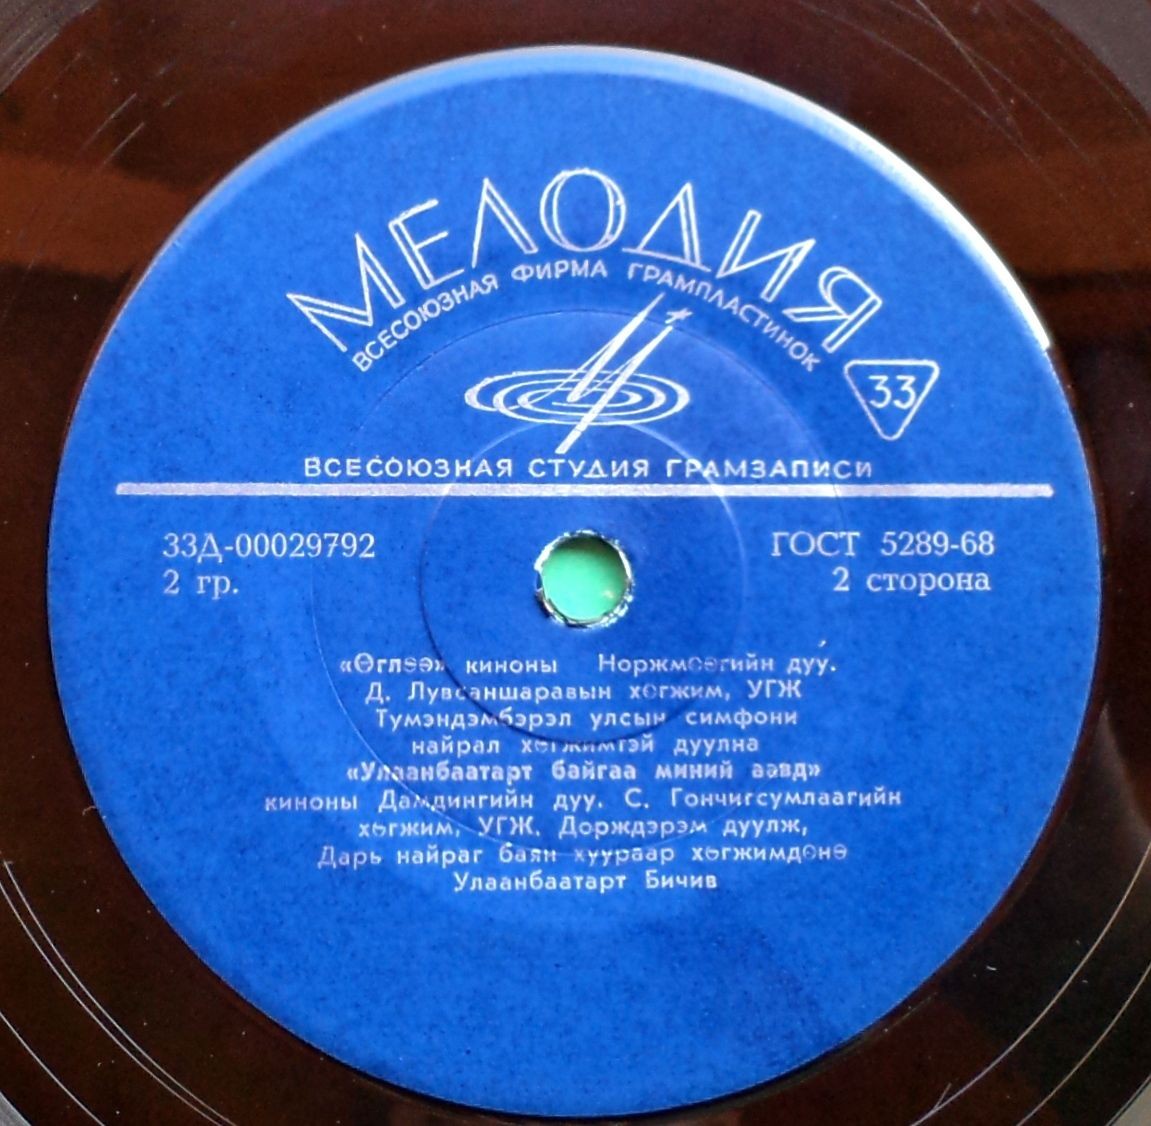 МЕЛОДИЯ
ВСЕСОЮЗНАЯ ФИРМА ГРАМПЛАСТИНОК
33
ВСЕСОЮЗНАЯ СТУДИЯ ГРАМЗАПИСИ
33Д-00029792 ГОСТ 5289-68
2 гр. 2 сторона
«Өглөө» киноны Норжмөөгийн дуу.
Д. Лувсаншаравын хөгжим, УГЖ
Тумэндэмбэрэл улсын симфони
найрал хөгжимтэй дуулна
«Улаанбаатарт байгаа миний аавд»
киноны Дамдингийн дуу. С. Гончигсумлаагийн
хөгжим, УГЖ. Дорждэрэм дуулж,
Дарь найраг баян хуураар хөгжимдөнө
Улаанбаатарт Бичив